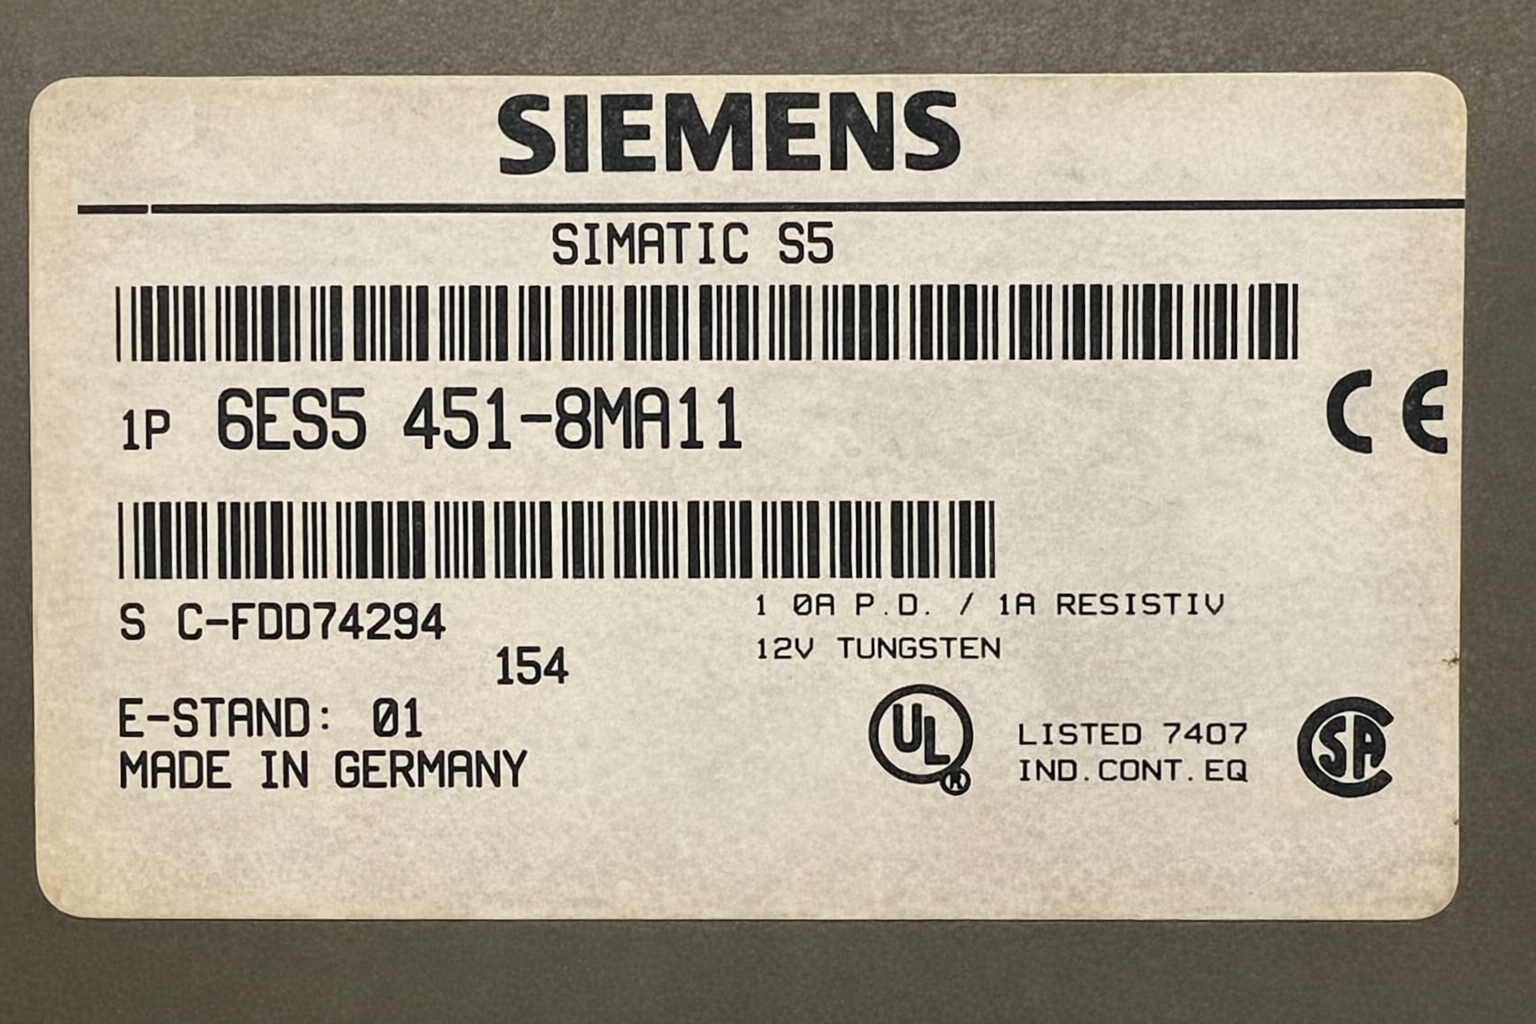 SIEMENS
SIMATIC S5
1P 6ES5 451-8MA11
CE
S C-FDD74294
154
1 0A P.D. / 1A RESISTIV
12V TUNGSTEN
E-STAND: 01
MADE IN GERMANY
UL ®
LISTED 7407
IND.CONT.EQ
SA